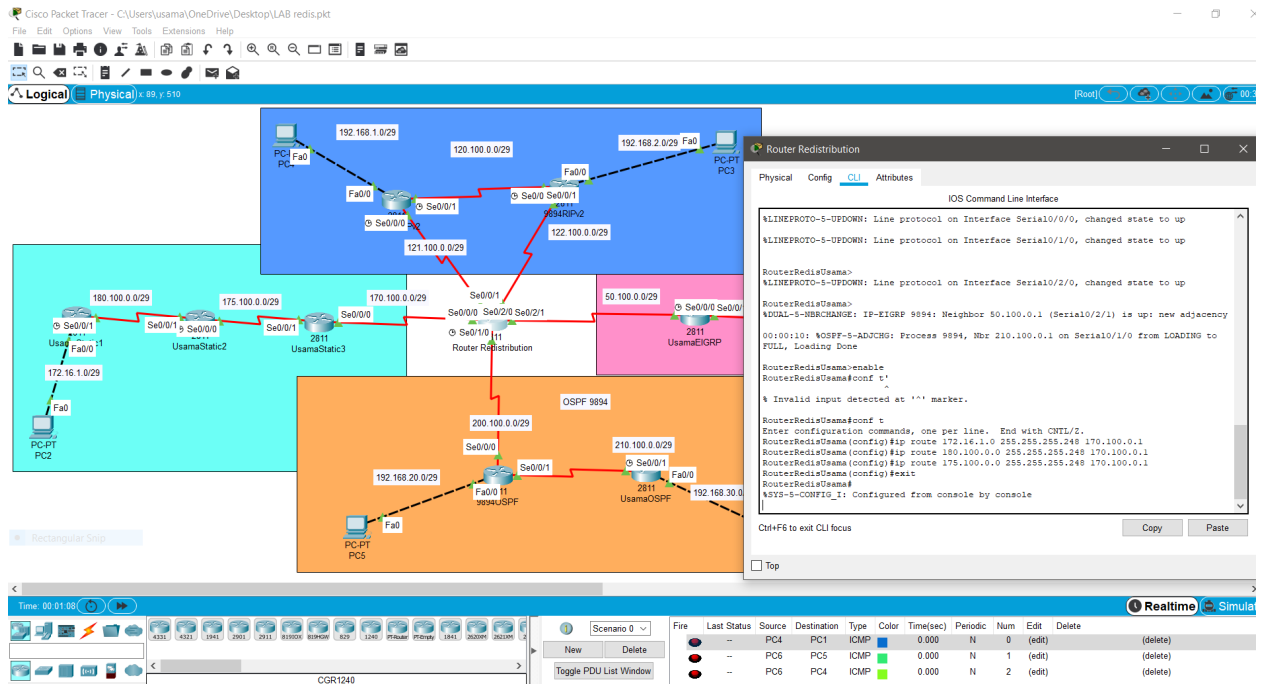 Cisco Packet Tracer - C:\Users\usama\OneDrive\Desktop\LAB redis.pkt
File Edit Options View Tools Extensions Help
Logical Physical x: 89, y: 510
[Root]
192.168.1.0/29
Fa0
120.100.0.0/29
192.168.2.0/29 Fa0
PC-PT
PC3
Fa0/0
Fa0/0
Se0/0/1
Se0/0 Se0/0/1
9894RIPv2
Se0/0/0
122.100.0.0/29
121.100.0.0/29
180.100.0.0/29
175.100.0.0/29
170.100.0.0/29
Se0/0/1
50.100.0.0/29
Se0/0/0
Se0/0/0 Se0/2/0 Se0/2/1
Se0/0/0 Se0/0/
Se0/0/1
Se0/0/1 Se0/0/0
Se0/0/1
Se0/1/0
2811
UsamaStatic2
2811
UsamaStatic3
Router Redistribution
2811
UsamaEIGRP
Fa0/0
172.16.1.0/29
Fa0
PC-PT
PC2
OSPF 9894
200.100.0.0/29
Se0/0/0
210.100.0.0/29
Se0/0/1
Se0/0/1
Fa0/0
192.168.20.0/29
Fa0/0
9894OSPF
2811
UsamaOSPF
192.168.30.0
Fa0
PC-PT
PC5
Rectangular Snip
Router Redistribution
Physical Config CLI Attributes
IOS Command Line Interface
%LINEPROTO-5-UPDOWN: Line protocol on Interface Serial0/0/0, changed state to up
%LINEPROTO-5-UPDOWN: Line protocol on Interface Serial0/1/0, changed state to up
RouterRedisUsama>
%LINEPROTO-5-UPDOWN: Line protocol on Interface Serial0/2/0, changed state to up
RouterRedisUsama>
%DUAL-5-NBRCHANGE: IP-EIGRP 9894: Neighbor 50.100.0.1 (Serial0/2/1) is up: new adjacency
00:00:10: %OSPF-5-ADJCHG: Process 9894, Nbr 210.100.0.1 on Serial0/1/0 from LOADING to
FULL, Loading Done
RouterRedisUsama>enable
RouterRedisUsama#conf t'
^
% Invalid input detected at '^' marker.
RouterRedisUsama#conf t
Enter configuration commands, one per line. End with CNTL/Z.
RouterRedisUsama(config)#ip route 172.16.1.0 255.255.255.248 170.100.0.1
RouterRedisUsama(config)#ip route 180.100.0.0 255.255.255.248 170.100.0.1
RouterRedisUsama(config)#ip route 175.100.0.0 255.255.255.248 170.100.0.1
RouterRedisUsama(config)#exit
RouterRedisUsama#
%SYS-5-CONFIG_I: Configured from console by console
Ctrl+F6 to exit CLI focus
Copy Paste
Top
Time: 00:01:08
Realtime Simulat
4331 4321 1941 2901 2911 819IOX 819HGW 829 1240 PT-Router PT-Empty 1841 2620XM 2621XM
CGR1240
Scenario 0
New Delete
Toggle PDU List Window
Fire Last Status Source Destination Type Color Time(sec) Periodic Num Edit Delete
-- PC4 PC1 ICMP 0.000 N 0 (edit) (delete)
-- PC6 PC5 ICMP 0.000 N 1 (edit) (delete)
-- PC6 PC4 ICMP 0.000 N 2 (edit) (delete)